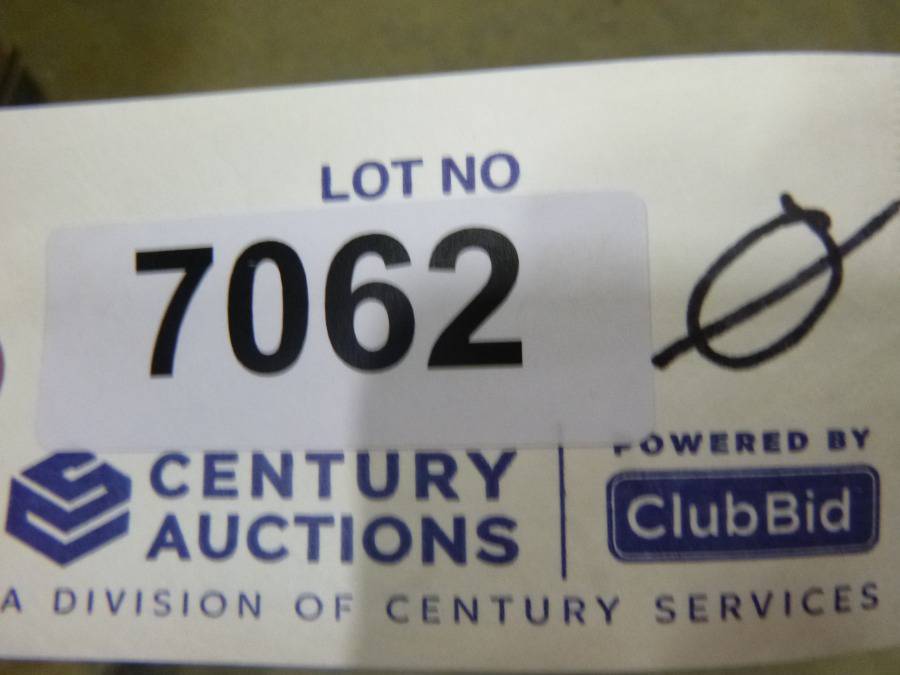 LOT NO
7062 Ø
CENTURY
AUCTIONS
POWERED BY
ClubBid
A DIVISION OF CENTURY SERVICES